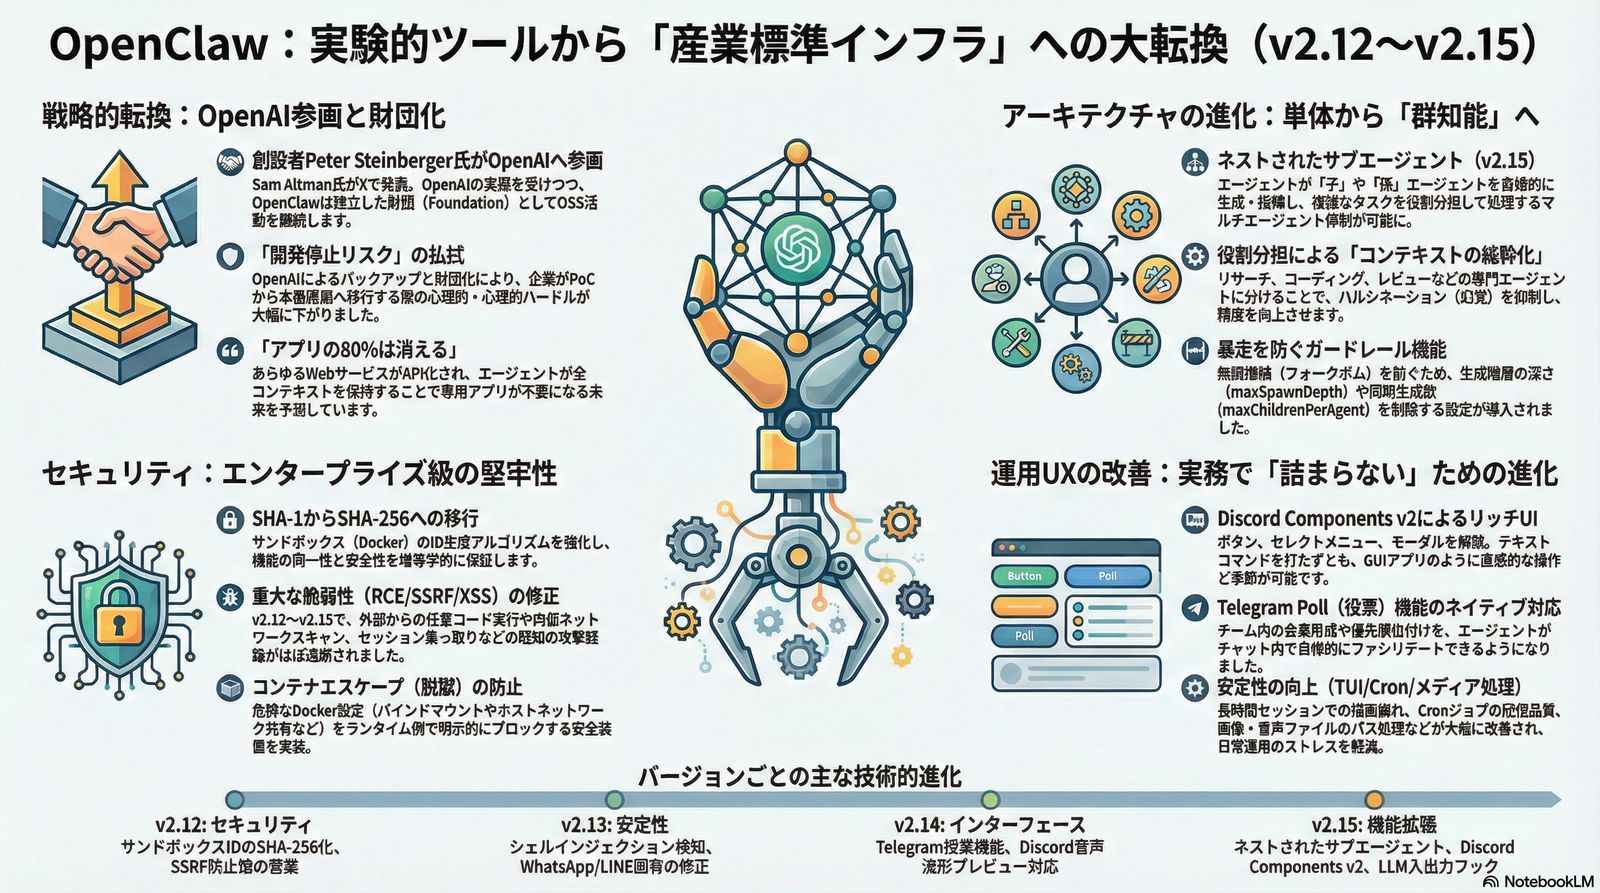 OpenClaw：実験的ツールから「産業標準インフラ」への大転換（v2.12～v2.15）
戦略的転換：OpenAI参画と財団化
創設者Peter Steinberger氏がOpenAIへ参画
Sam Altman氏がXで発表。OpenAIの実援を受けつつ、
OpenClawは建立した財団（Foundation）としてOSS活
動を継続します。
「開発停止リスク」の払拭
OpenAIによるバックアップと財団化により、企業がPoC
から本番展開へ移行する際の心理的・心理的ハードルが
大幅に下がりました。
「アプリの80%は消える」
あらゆるWebサービスがAPI化され、エージェントが全
コンテキストを保持することで専用アプリが不要になる未
来を予測しています。
セキュリティ：エンタープライズ級の堅牢性
SHA-1からSHA-256への移行
サンドボックス（Docker）のID生度アルゴリズムを強化し、
機能の同一性と安全性を増等学的に保証します。
重大な脆弱性（RCE/SSRF/XSS）の修正
v2.12～v2.15で、外部からの任意コード実行や内部ネット
ワークスキャン、セッション乗っ取りなどの既知の攻撃経
路がほぼ遮断されました。
コンテナエスケープ（脱獄）の防止
危険なDocker設定（バインドマウントやホストネットワー
ク共有など）をランタイム例で明示的にブロックする安全装
置を実装。
アーキテクチャの進化：単体から「群知能」へ
ネストされたサブエージェント（v2.15）
エージェントが「子」や「孫」エージェントを
生成・指揮し、複雑なタスクを役割分担して処理するマ
ルチエージェント体制が可能に。
役割分担による「コンテキストの純化」
リサーチ、コーディング、レビューなどの専門エージェン
トに分けることで、ハルシネーション（幻覚）を抑制し、
精度を向上させます。
暴走を防ぐガードレール機能
（フォークボム）を防ぐため、生成階層の深さ
（maxSpawnDepth）や同期生成数
(maxChildrenPerAgent）を制限する設定が導入されま
した。
運用UXの改善：実務で「詰まらない」ための進化
Button
Poll
Poll
Discord Components v2によるリッチUI
ボタン、セレクトメニュー、モーダルを解放。テキスト
コマンドを打たずとも、GUIアプリのように直感的な操作
ど季節が可能です。
Telegram Poll（役票）機能のネイティブ対応
チーム内の や優先順位付けを、エージェントが
チャット内で自律的にファシリテートできるようになり
ました。
安定性の向上（TUI/Cron/メディア処理）
長時間セッションでの描画崩れ、Cronジョブの品質、
画像・音声ファイルのパス処理などが大幅に改善され、
日常運用のストレスを軽減。
バージョンごとの主な技術的進化
v2.12: セキュリティ
サンドボックスIDのSHA-256化、
SSRF防止馆の営業
v2.13: 安定性
シェルインジェクション検知、
WhatsApp/LINE固有の修正
v2.14: インターフェース
Telegram授業機能、Discord音声
流形プレビュー対応
v2.15: 機能拡張
ネストされたサブエージェント、Discord
Components v2、LLM入出力フック
NotebookLM